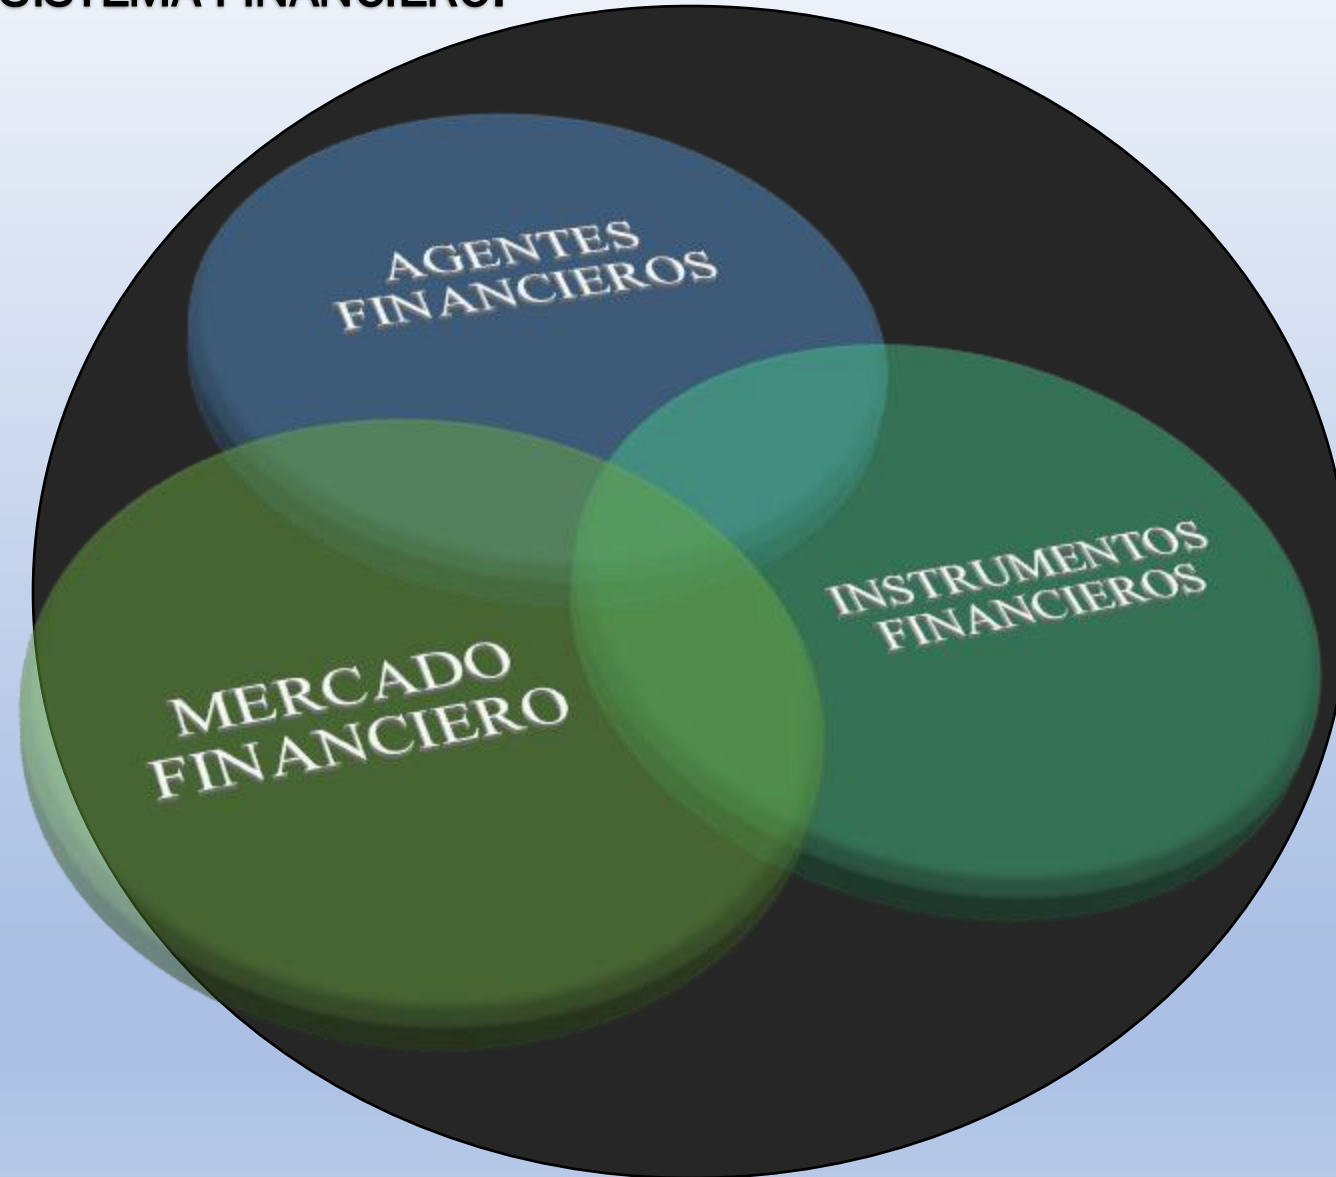 SISTEMA FINANCIERO.
AGENTES
FINANCIEROS
INSTRUMENTOS
FINANCIEROS
MERCADO
FINANCIERO